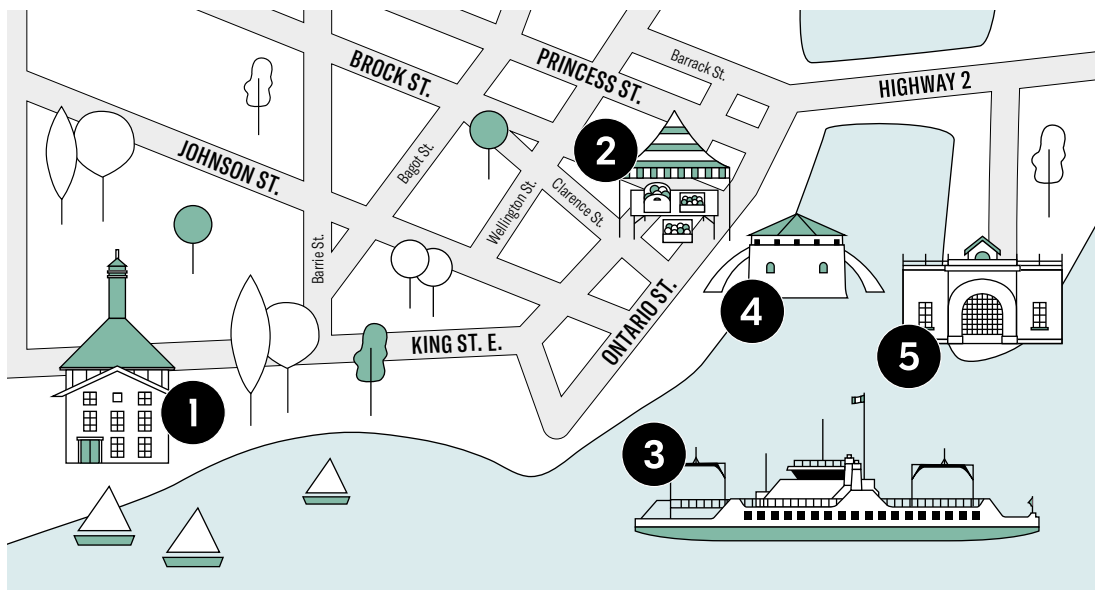 BROCK ST.
PRINCESS ST.
Barrack St.
HIGHWAY 2
JOHNSON ST.
Bagot St.
2
Wellington St.
Clarence St.
Barrie St.
ONTARIO ST.
4
KING ST. E.
5
1
3